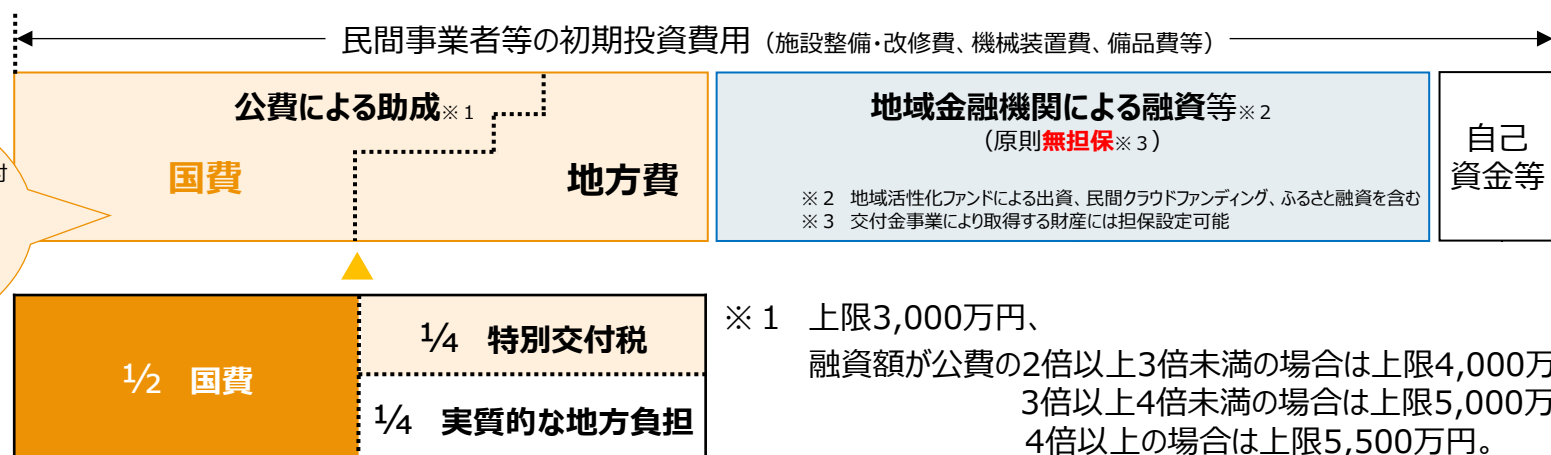 民間事業者等の初期投資費用（施設整備・改修費、機械装置費、備品費等）
公費による助成※１
国費
地方費
地域金融機関による融資等※２
（原則無担保※３）
※２　地域活性化ファンドによる出資、民間クラウドファンディング、ふるさと融資を含む
※３　交付金事業により取得する財産には担保設定可能
自己
資金等
½　国費
¼　特別交付税
¼　実質的な地方負担
※１　上限3,000万円、
融資額が公費の2倍以上3倍未満の場合は上限4,000万
3倍以上4倍未満の場合は上限5,000万
4倍以上の場合は上限5,500万円。